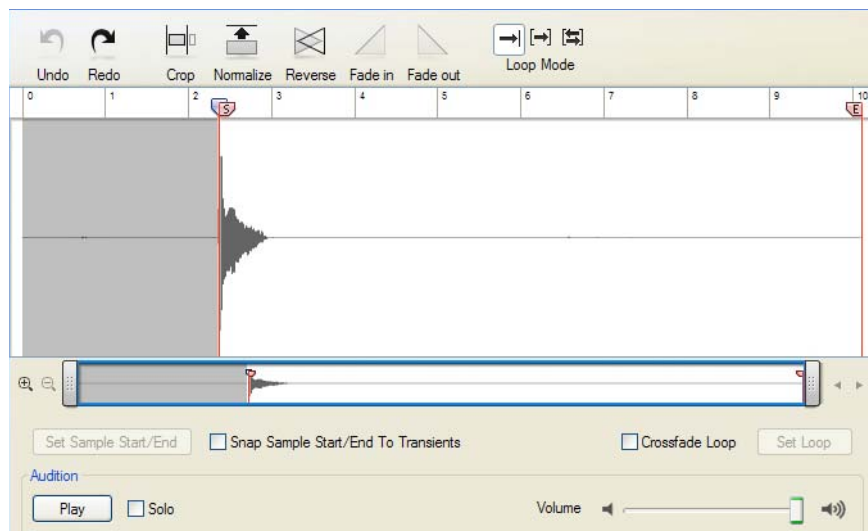 Undo Redo Crop Normalize Reverse Fade in Fade out Loop Mode
0 1 2 3 4 5 6 7 8 9 10
S E
Set Sample Start/End Snap Sample Start/End To Transients Crossfade Loop Set Loop
Audition
Play Solo Volume